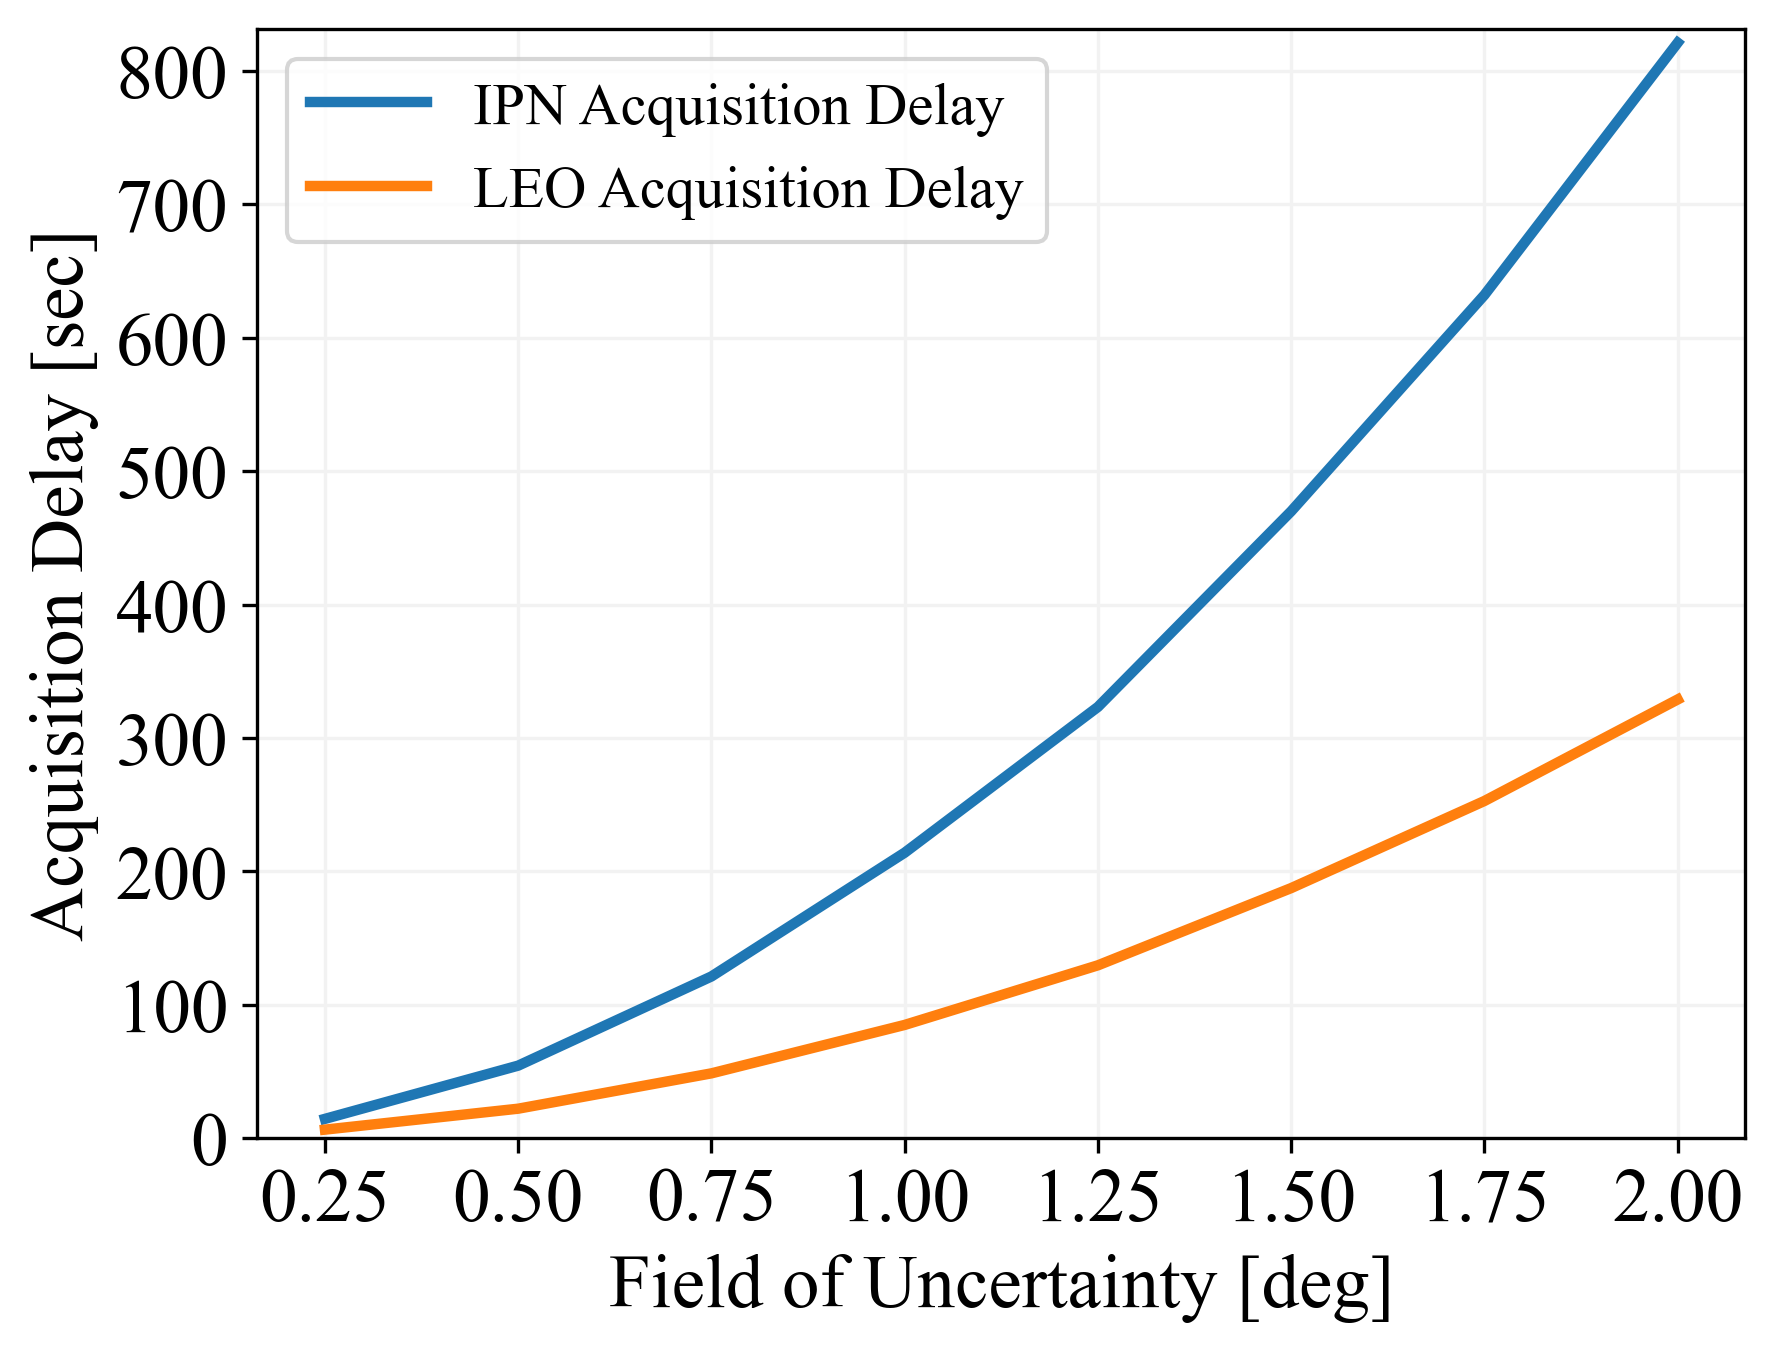 IPN Acquisition Delay
LEO Acquisition Delay
Acquisition Delay [sec]
800
700
600
500
400
300
200
100
0
0.25 0.50 0.75 1.00 1.25 1.50 1.75 2.00
Field of Uncertainty [deg]